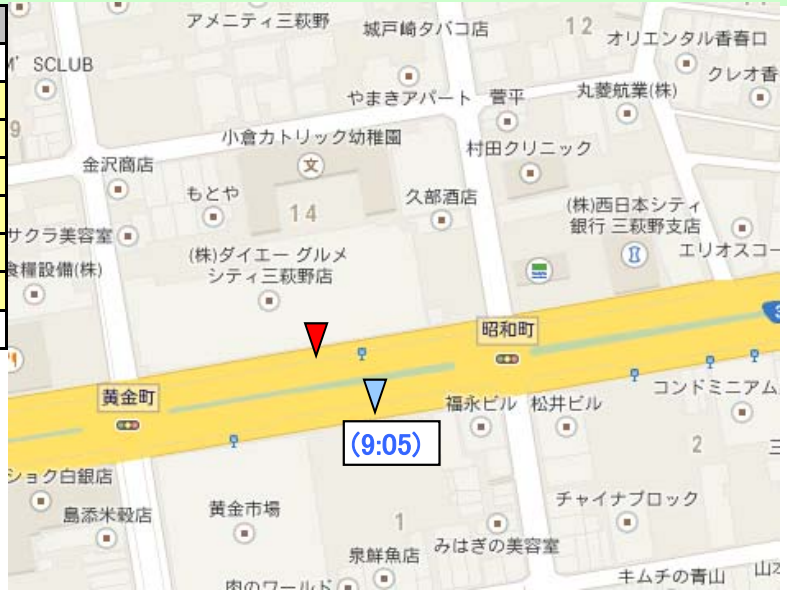 アメニティ三萩野
城戸崎タバコ店
12
オリエンタル香春口
M' SCLUB
やまきアパート
菅平
丸菱航業(株)
クレオ香
9
小倉カトリック幼稚園
文
村田クリニック
金沢商店
もとや
14
久部酒店
(株)西日本シティ
銀行 三萩野支店
サクラ美容室
(株)ダイエー グルメ
シティ三萩野店
エリオスコー
食糧設備(株)
昭和町
3
黄金町
コンドミニアム
福永ビル
松井ビル
(9:05)
2
三
ショク白銀店
島添米穀店
黄金市場
1
チャイナブロック
泉鮮魚店
みはぎの美容室
肉のワールド
キムチの青山
山本